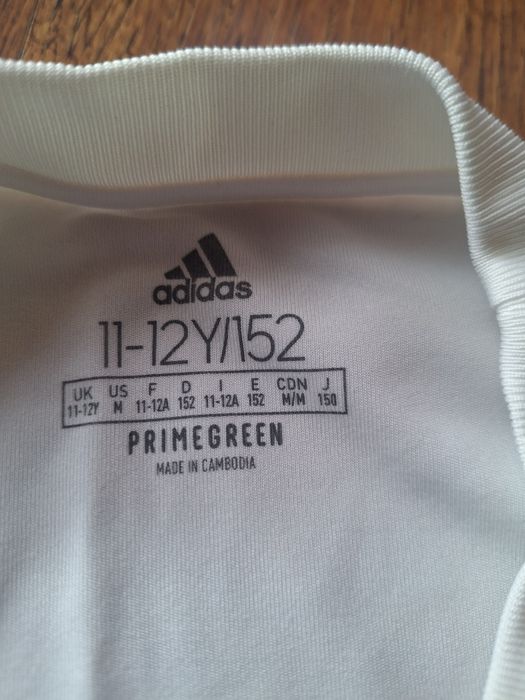 adidas
11-12Y/152
UK US F D I E CDN J
11-12Y M 11-12A 152 11-12A 152 M/M 150
PRIMEGREEN
MADE IN CAMBODIA